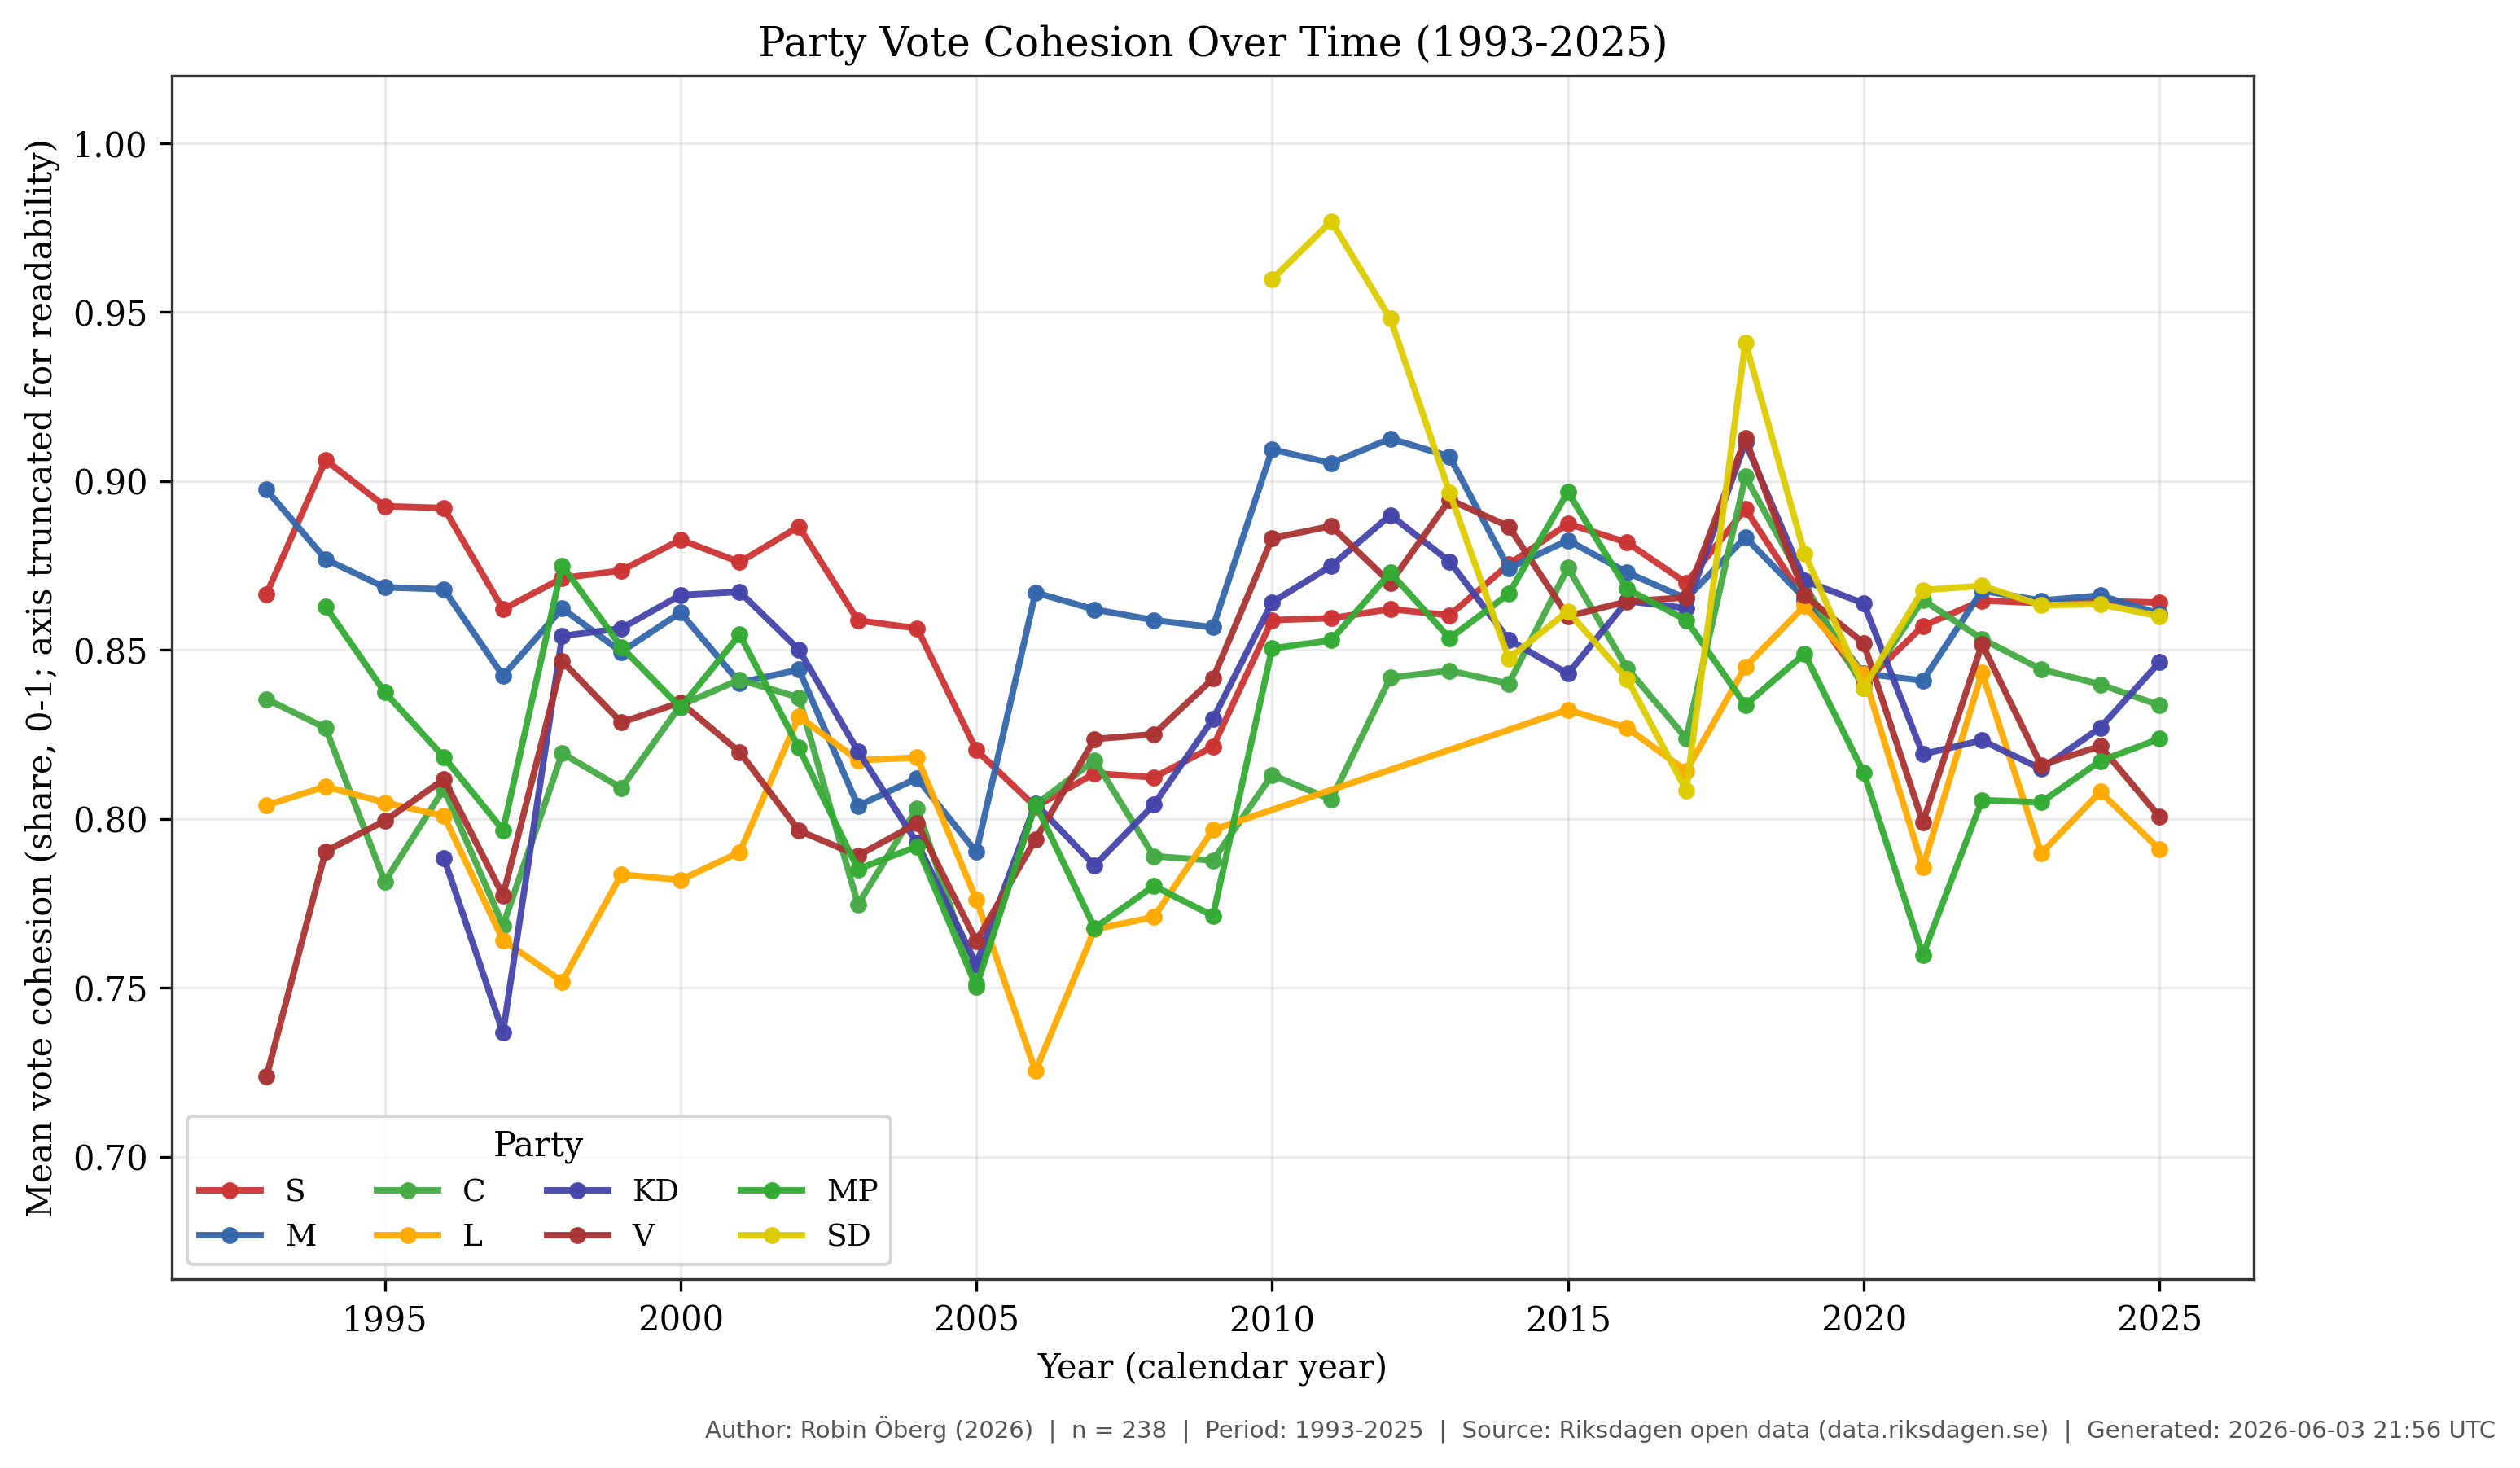 Party Vote Cohesion Over Time (1993-2025)
Mean vote cohesion (share, 0-1; axis truncated for readability)
1.00
0.95
0.90
0.85
0.80
0.75
0.70
Party
S C KD MP
M L V SD
1995 2000 2005 2010 2015 2020 2025
Year (calendar year)
Author: Robin Öberg (2026) | n = 238 | Period: 1993-2025 | Source: Riksdagen open data (data.riksdagen.se) | Generated: 2026-06-03 21:56 UTC